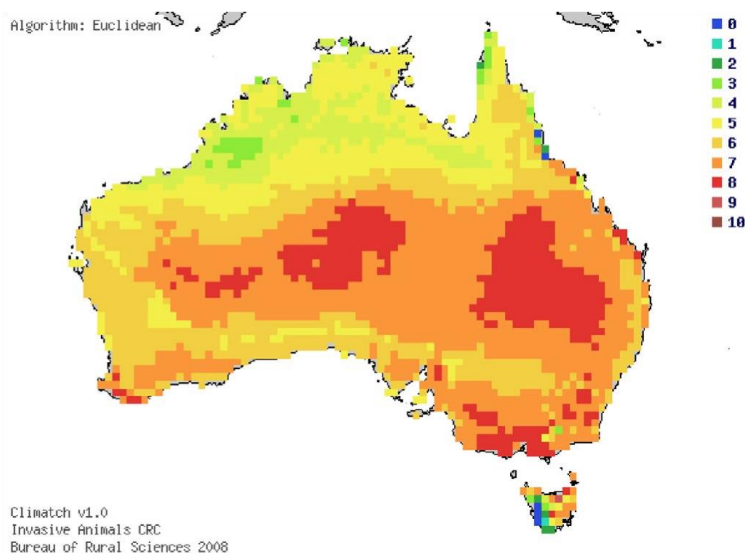 Algorithm: Euclidean
0
1
2
3
4
5
6
7
8
9
10
Climatch v1.0
Invasive Animals CRC
Bureau of Rural Sciences 2008